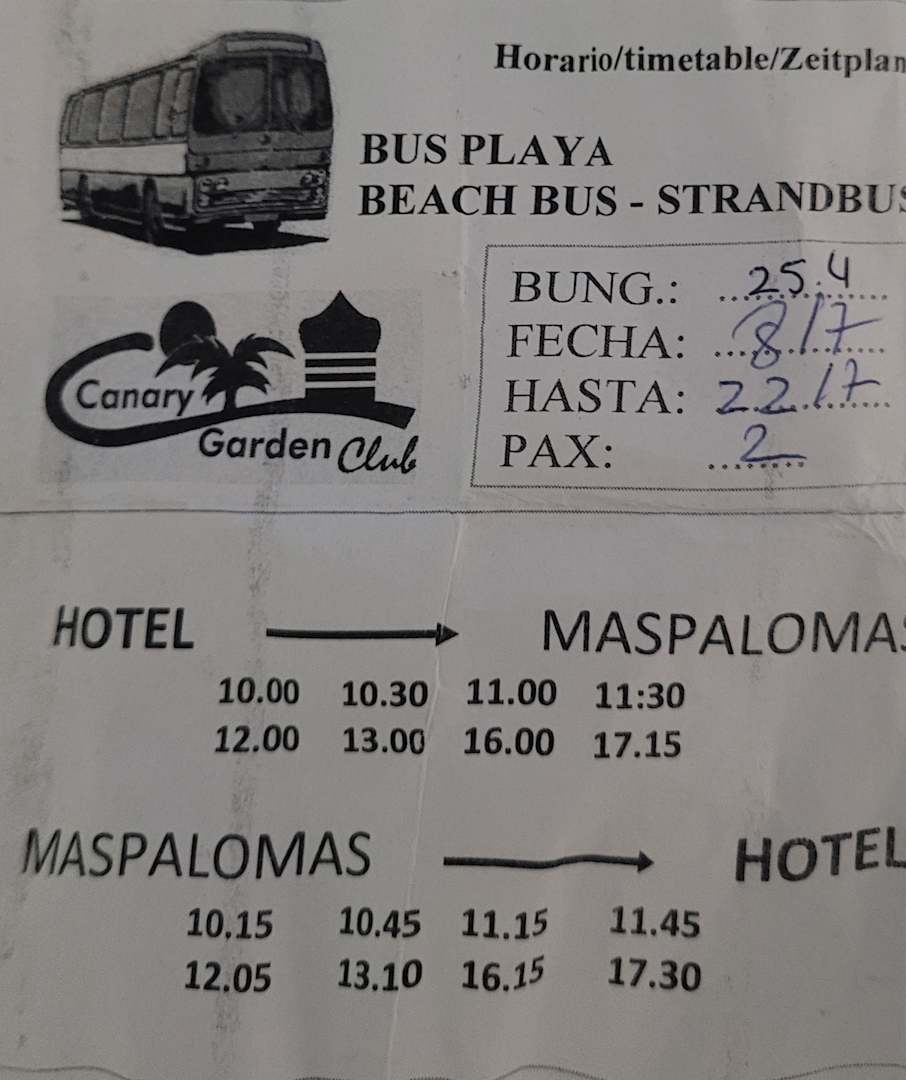 Horario/timetable/Zeitplan
BUS PLAYA
BEACH BUS - STRANDBUS
Canary
Garden Club
BUNG.: 25.4
FECHA: 8/7
HASTA: 22/7
PAX: 2
HOTEL MASPALOMAS
10.00 10.30 11.00 11:30
12.00 13.00 16.00 17.15
MASPALOMAS HOTEL
10.15 10.45 11.15 11.45
12.05 13.10 16.15 17.30